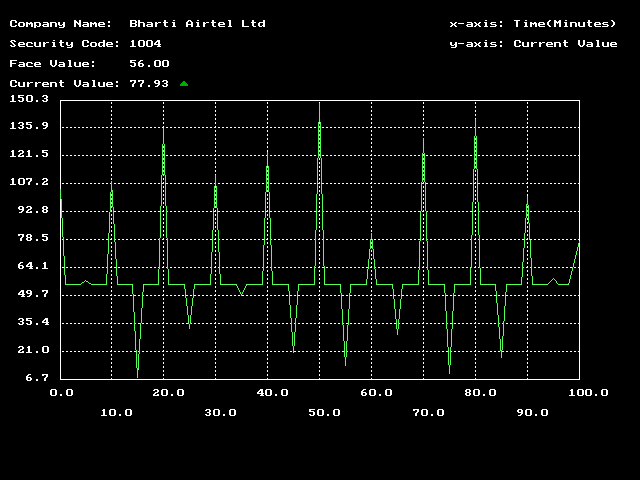 Company Name: Bharti Airtel Ltd
x-axis: Time(Minutes)
Security Code: 1004
y-axis: Current Value
Face Value: 56.00
Current Value: 77.93
150.3
135.9
121.5
107.2
92.8
78.5
64.1
49.7
35.4
21.0
6.7
0.0 20.0 40.0 60.0 80.0 100.0
10.0 30.0 50.0 70.0 90.0